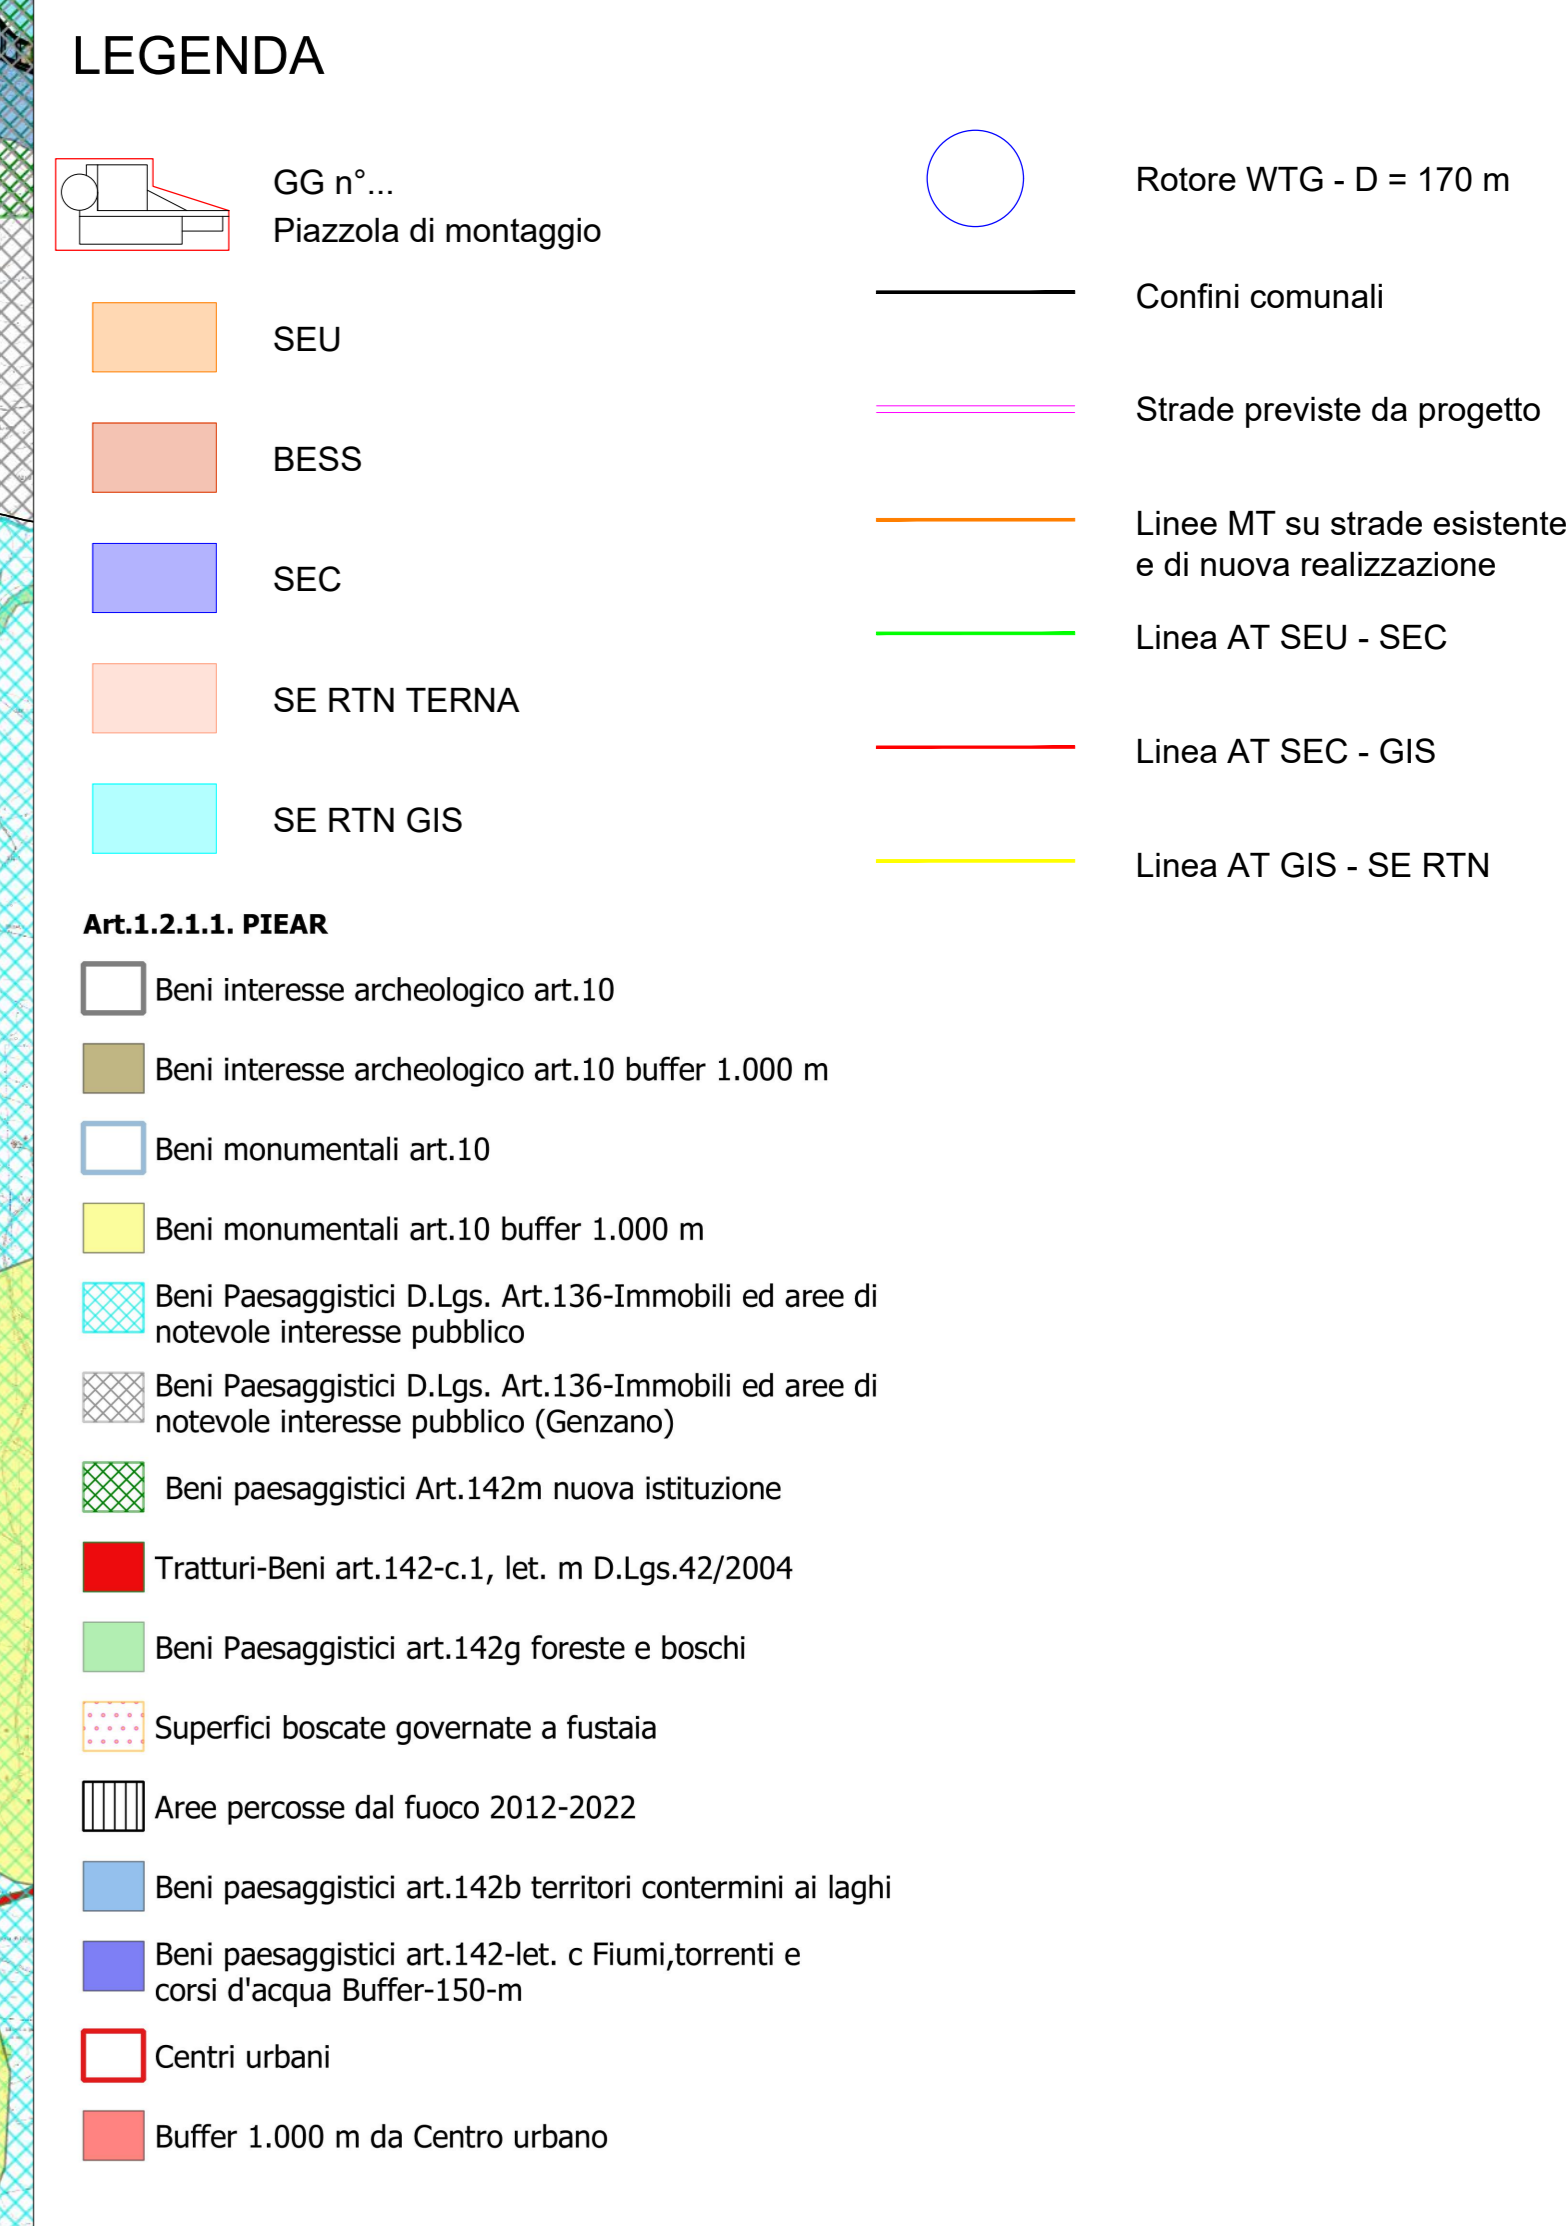 LEGENDA
GG n°...
Piazzola di montaggio
SEU
BESS
SEC
SE RTN TERNA
SE RTN GIS
Rotore WTG - D = 170 m
Confini comunali
Strade previste da progetto
Linee MT su strade esistente
e di nuova realizzazione
Linea AT SEU - SEC
Linea AT SEC - GIS
Linea AT GIS - SE RTN
Art.1.2.1.1. PIEAR
Beni interesse archeologico art.10
Beni interesse archeologico art.10 buffer 1.000 m
Beni monumentali art.10
Beni monumentali art.10 buffer 1.000 m
Beni Paesaggistici D.Lgs. Art.136-Immobili ed aree di
notevole interesse pubblico
Beni Paesaggistici D.Lgs. Art.136-Immobili ed aree di
notevole interesse pubblico (Genzano)
Beni paesaggistici Art.142m nuova istituzione
Tratturi-Beni art.142-c.1, let. m D.Lgs.42/2004
Beni Paesaggistici art.142g foreste e boschi
Superfici boscate governate a fustaia
Aree percosse dal fuoco 2012-2022
Beni paesaggistici art.142b territori contermini ai laghi
Beni paesaggistici art.142-let. c Fiumi,torrenti e
corsi d'acqua Buffer-150-m
Centri urbani
Buffer 1.000 m da Centro urbano